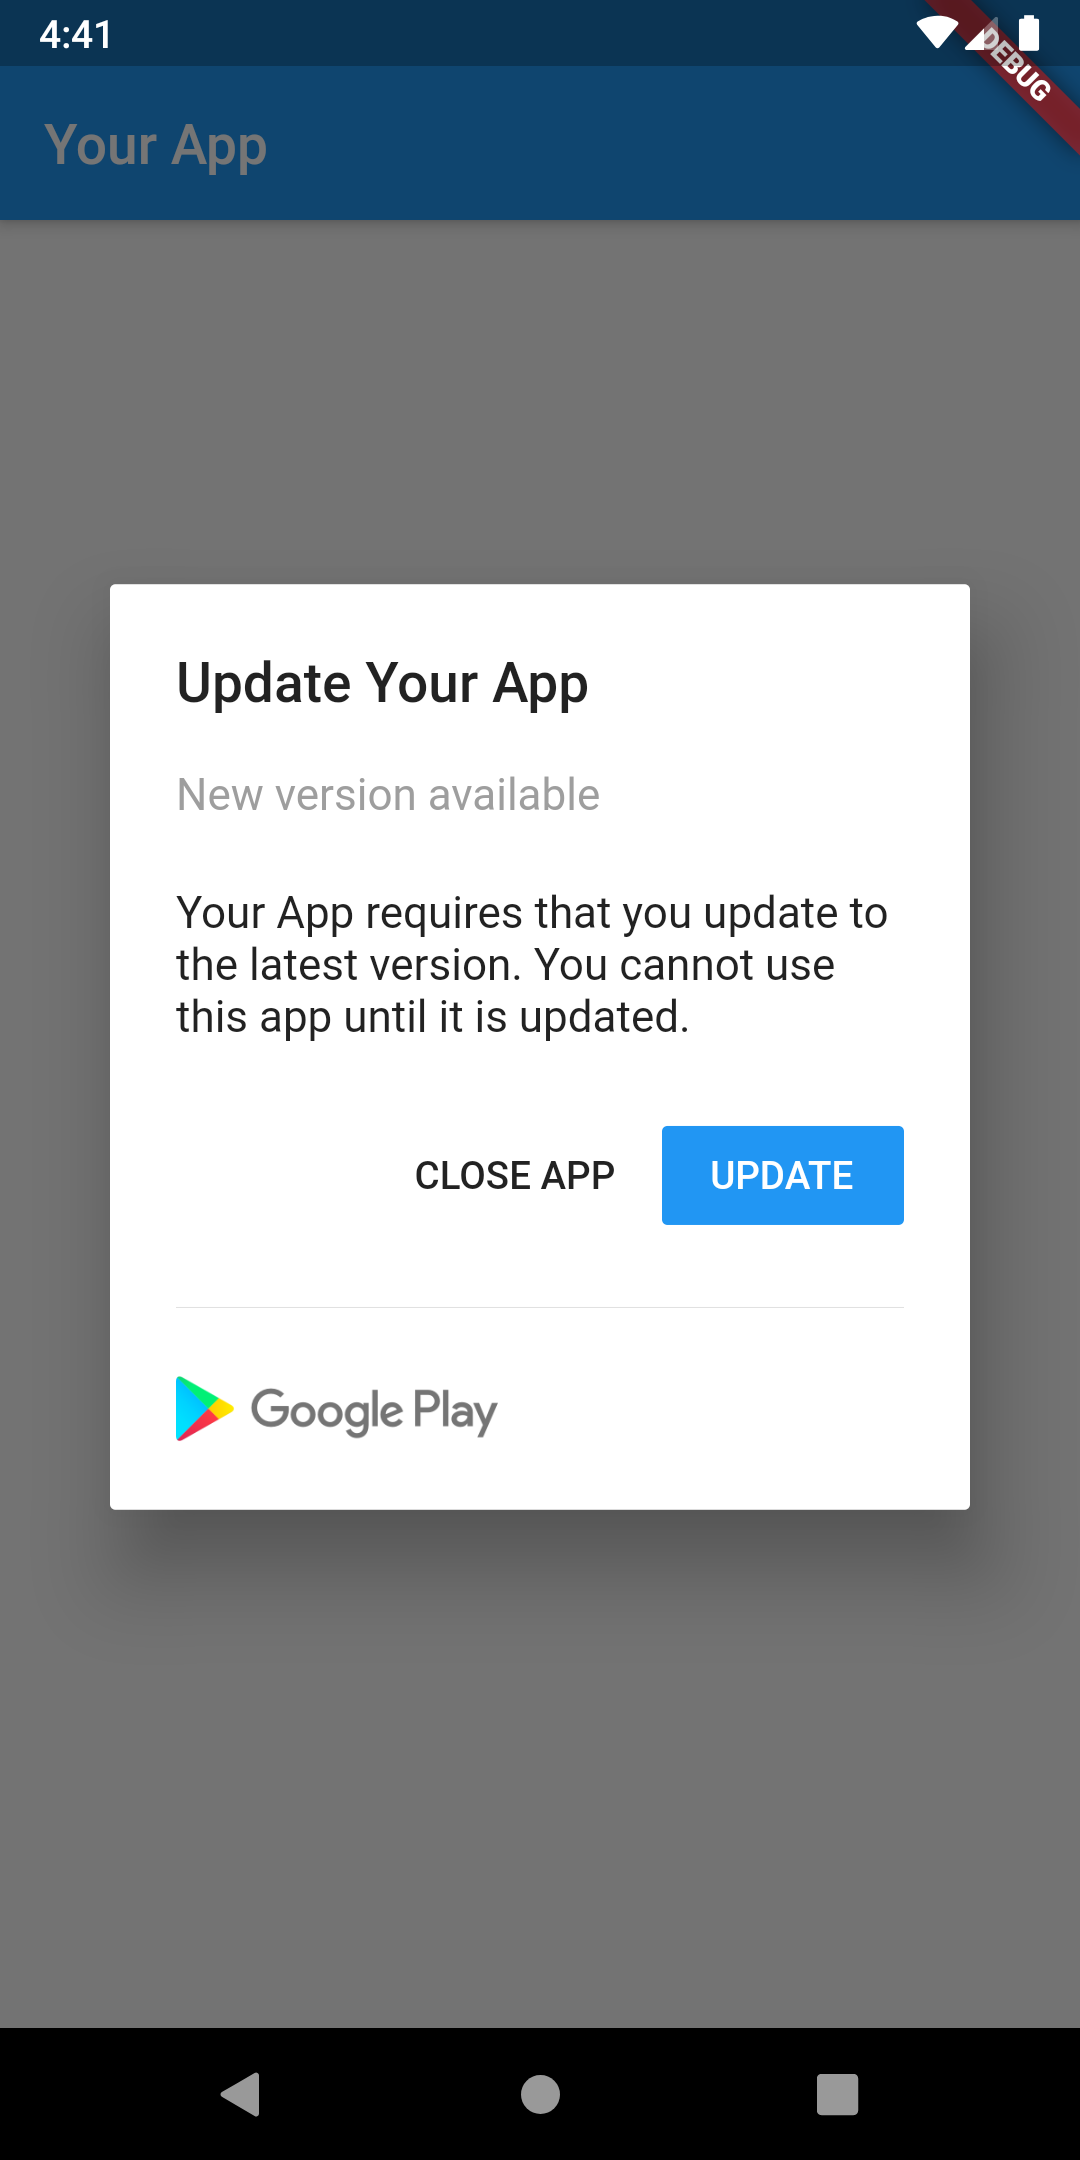 4:41
DEBUG
Your App
Update Your App
New version available
Your App requires that you update to
the latest version. You cannot use
this app until it is updated.
CLOSE APP
UPDATE
Google Play